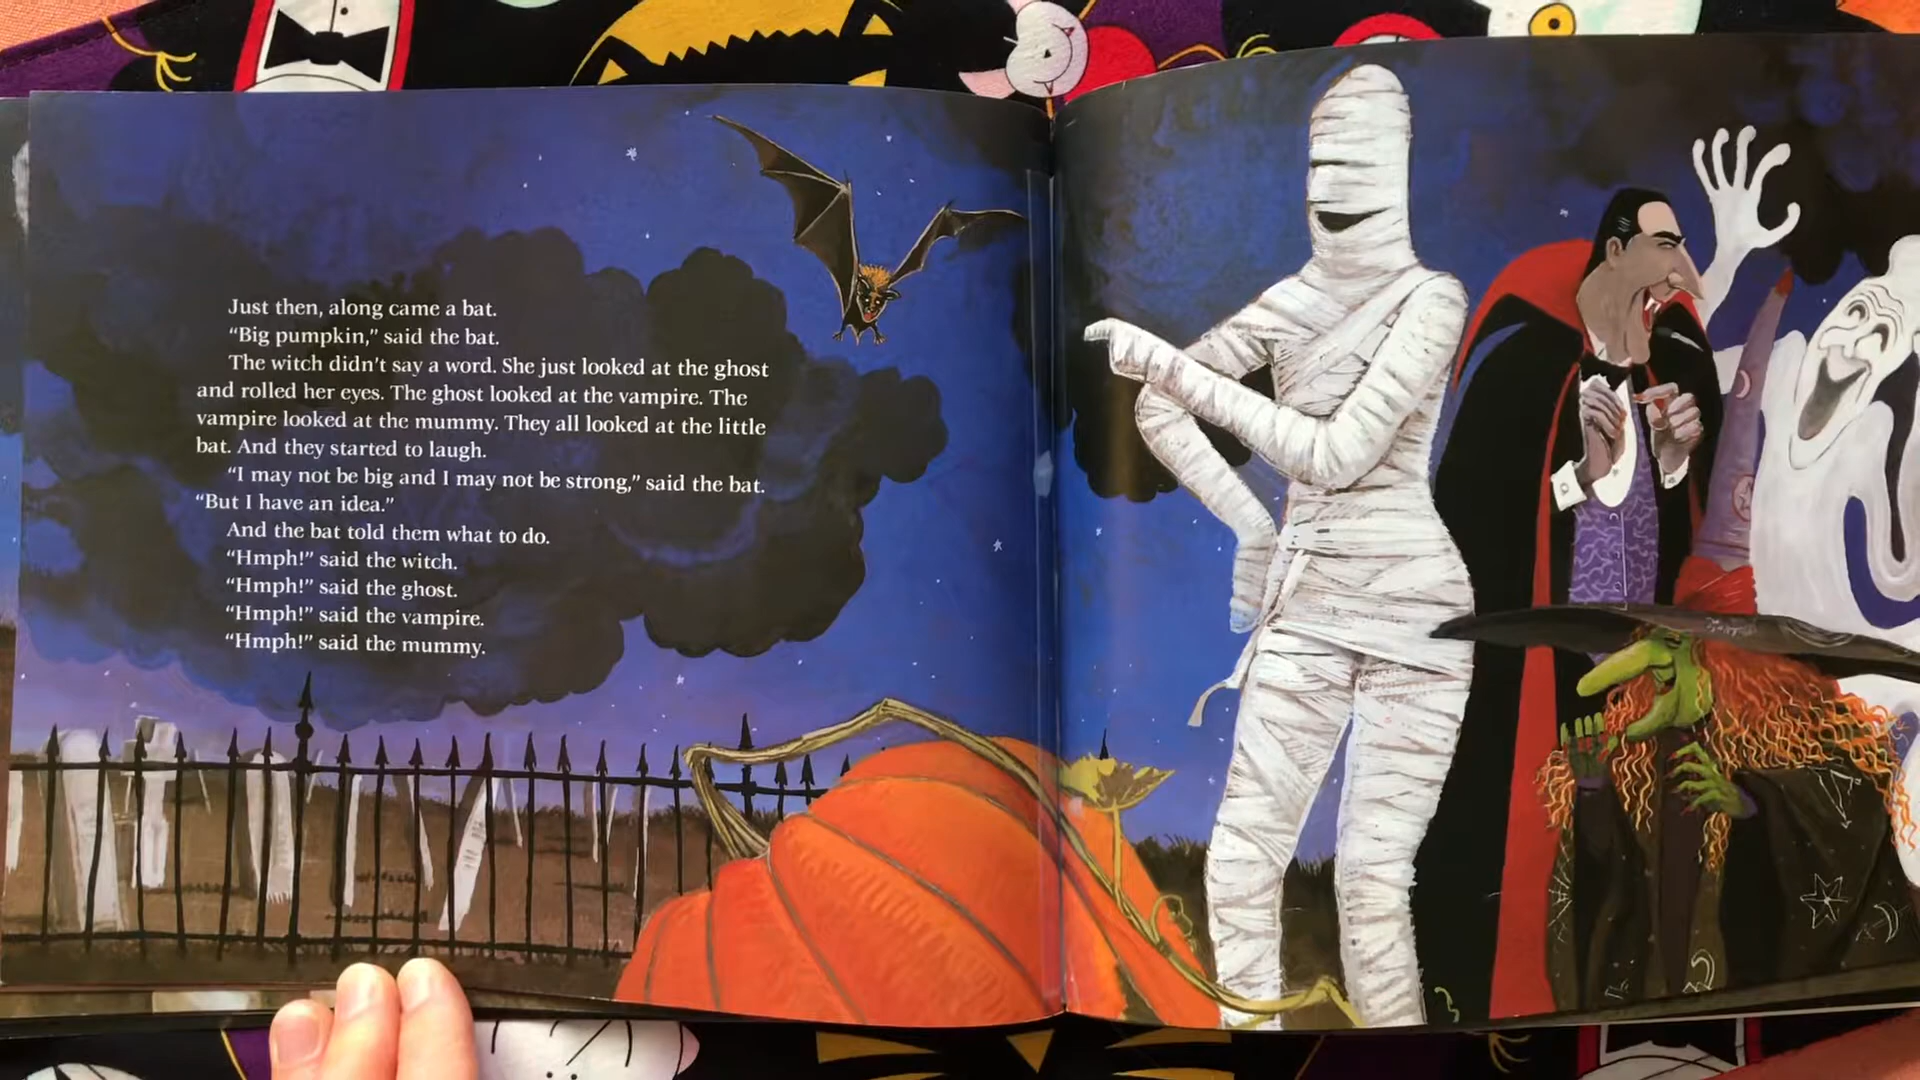 Just then, along came a bat.
“Big pumpkin,” said the bat.
The witch didn’t say a word. She just looked at the ghost
and rolled her eyes. The ghost looked at the vampire. The
vampire looked at the mummy. They all looked at the little
bat. And they started to laugh.
“I may not be big and I may not be strong,” said the bat.
“But I have an idea.”
And the bat told them what to do.
“Hmph!” said the witch.
“Hmph!” said the ghost.
“Hmph!” said the vampire.
“Hmph!” said the mummy.